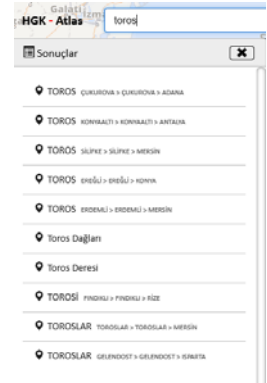 Galati
İzm
HGK - Atlas toros
Sonuçlar
TOROS ÇUKUROVA > ÇUKUROVA > ADANA
TOROS KONYAALTI > KONYAALTI > ANTALYA
TOROS SİLİFKE > SİLİFKE > MERSİN
TOROS EREĞLİ > EREĞLİ > KONYA
TOROS ERDEMLİ > ERDEMLİ > MERSİN
Toros Dağları
Toros Deresi
TOROSİ FINDIKLI > FINDIKLI > RİZE
TOROSLAR TOROSLAR > TOROSLAR > MERSİN
TOROSLAR GELENDOST > GELENDOST > ISPARTA